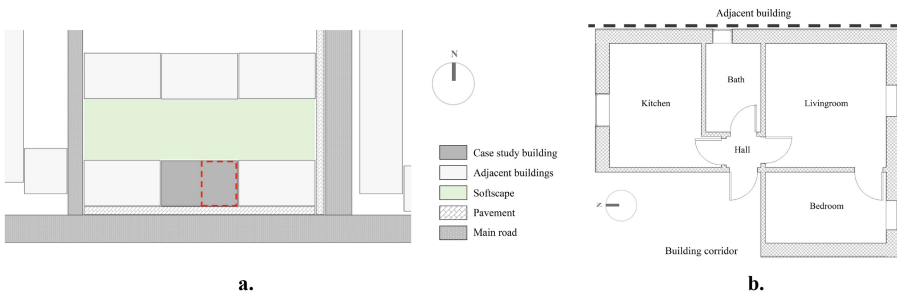 N
Case study building
Adjacent buildings
Softscape
Pavement
Main road
a.
Adjacent building
Bath
Kitchen
Livingroom
Hall
N
Bedroom
Building corridor
b.